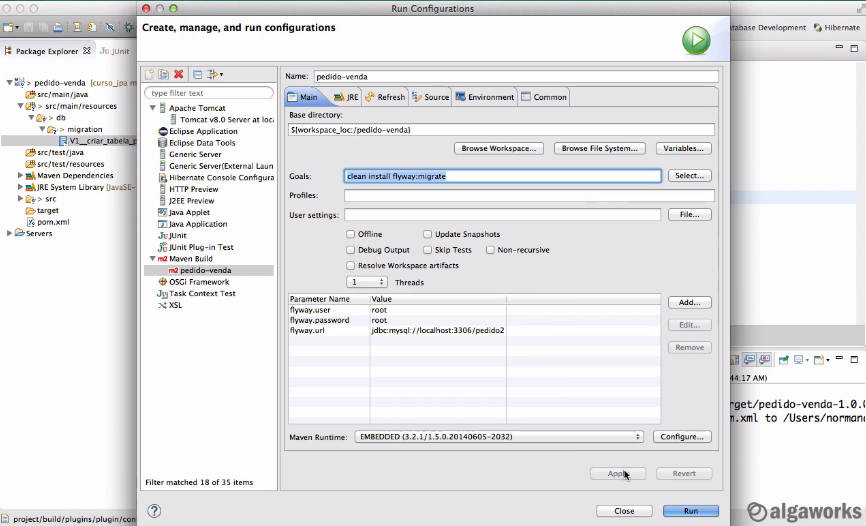 Run Configurations
Create, manage, and run configurations
atabase Development
Hibernate
Package Explorer
JUnit
pedido-venda [curso_jpa
src/main/java
src/main/resources
db
migration
V1__criar_tabela_p
src/test/java
src/test/resources
Maven Dependencies
JRE System Library [JavaSE-
src
target
pom.xml
Servers
type filter text
Apache Tomcat
Tomcat v8.0 Server at loca
Eclipse Application
Eclipse Data Tools
Generic Server
Generic Server(External Laun
Hibernate Code Configura
HTTP Preview
J2EE Preview
Java Applet
Java Application
JUnit
JUnit Plug-in Test
Maven Build
pedido-venda
OSGi Framework
Task Context Test
XSL
Filter matched 18 of 35 items
Name: pedido-venda
Main JRE Refresh Source Environment Common
Base directory:
${workspace_loc:/pedido-venda}
Browse Workspace... Browse File System... Variables...
Goals: clean install flyway:migrate Select...
Profiles:
User settings: File...
Offline Update Snapshots
Debug Output Skip Tests Non-recursive
Resolve Workspace artifacts
1 Threads
Parameter Name Value
flyway.user root
flyway.password root
flyway.url jdbc:mysql://localhost:3306/pedido2
Add...
Edit...
Remove
Maven Runtime: EMBEDDED (3.2.1/1.5.0.20140605-2032) Configure...
Apply Revert
Close Run
44:17 AM)
rget/pedido-venda-1.0.0
m.xml to /Users/norman
project/build/plugins/plugin/con
algaworks